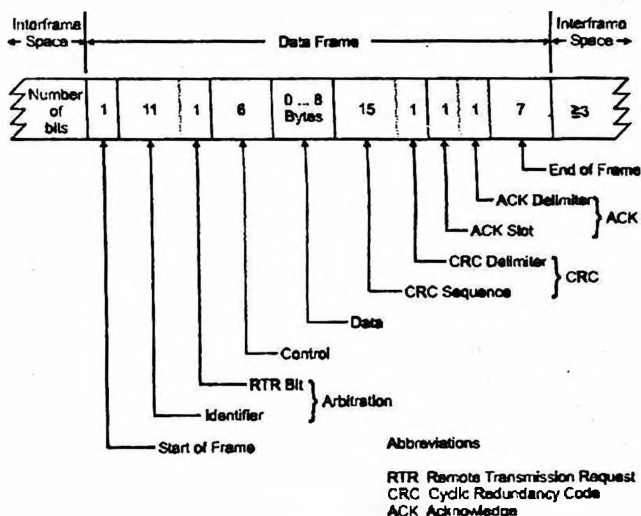 Interframe Space
Data Frame
Interframe Space
Number of bits
1
11
1
6
0 ... 8 Bytes
15
1
1
1
7
≧3
End of Frame
ACK Delimiter
ACK
ACK Slot
CRC Delimiter
CRC
CRC Sequence
Data
Control
RTR Bit
Arbitration
Identifier
Start of Frame
Abbreviations
RTR Remote Transmission Request
CRC Cyclic Redundancy Code
ACK Acknowledge